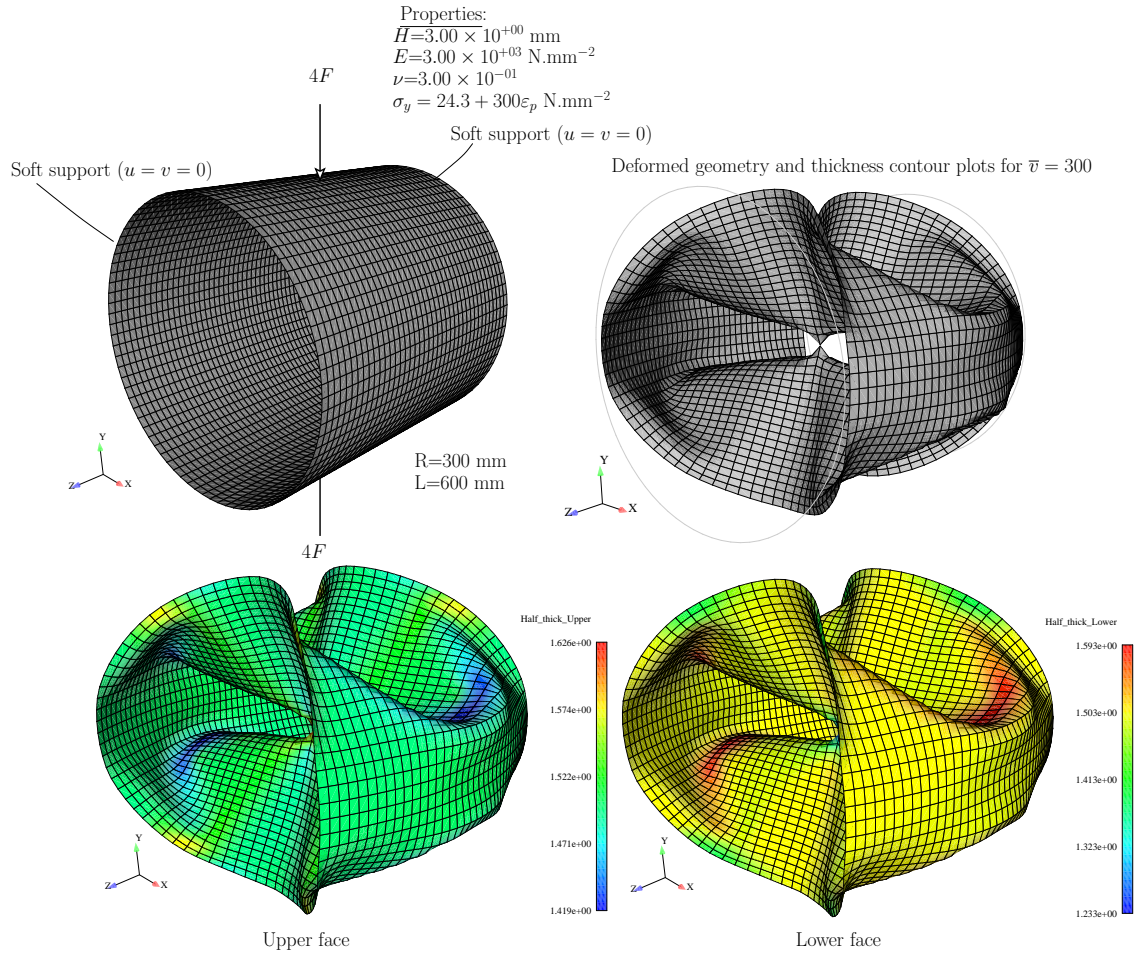 Properties:
H=3.00 × 10⁺⁰⁰ mm
E=3.00 × 10⁺⁰³ N.mm⁻²
ν=3.00 × 10⁻⁰¹
σ_y = 24.3 + 300ε_p N.mm⁻²
4F
Soft support (u = v = 0)
Soft support (u = v = 0)
R=300 mm
L=600 mm
4F
Y
Z
X
Deformed geometry and thickness contour plots for v̅ = 300
Y
Z
X
Half_thick_Upper
1.626e+00
1.574e+00
1.522e+00
1.471e+00
1.419e+00
Y
Z
X
Upper face
Half_thick_Lower
1.593e+00
1.503e+00
1.413e+00
1.323e+00
1.233e+00
Y
Z
X
Lower face